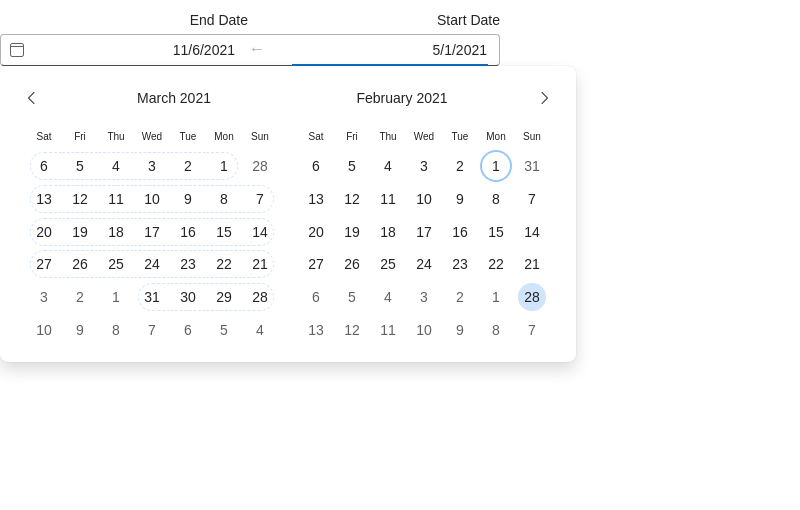 End Date Start Date
11/6/2021 ← 5/1/2021
March 2021 February 2021
Sat Fri Thu Wed Tue Mon Sun Sat Fri Thu Wed Tue Mon Sun
6 5 4 3 2 1 28 6 5 4 3 2 1 31
13 12 11 10 9 8 7 13 12 11 10 9 8 7
20 19 18 17 16 15 14 20 19 18 17 16 15 14
27 26 25 24 23 22 21 27 26 25 24 23 22 21
3 2 1 31 30 29 28 6 5 4 3 2 1 28
10 9 8 7 6 5 4 13 12 11 10 9 8 7